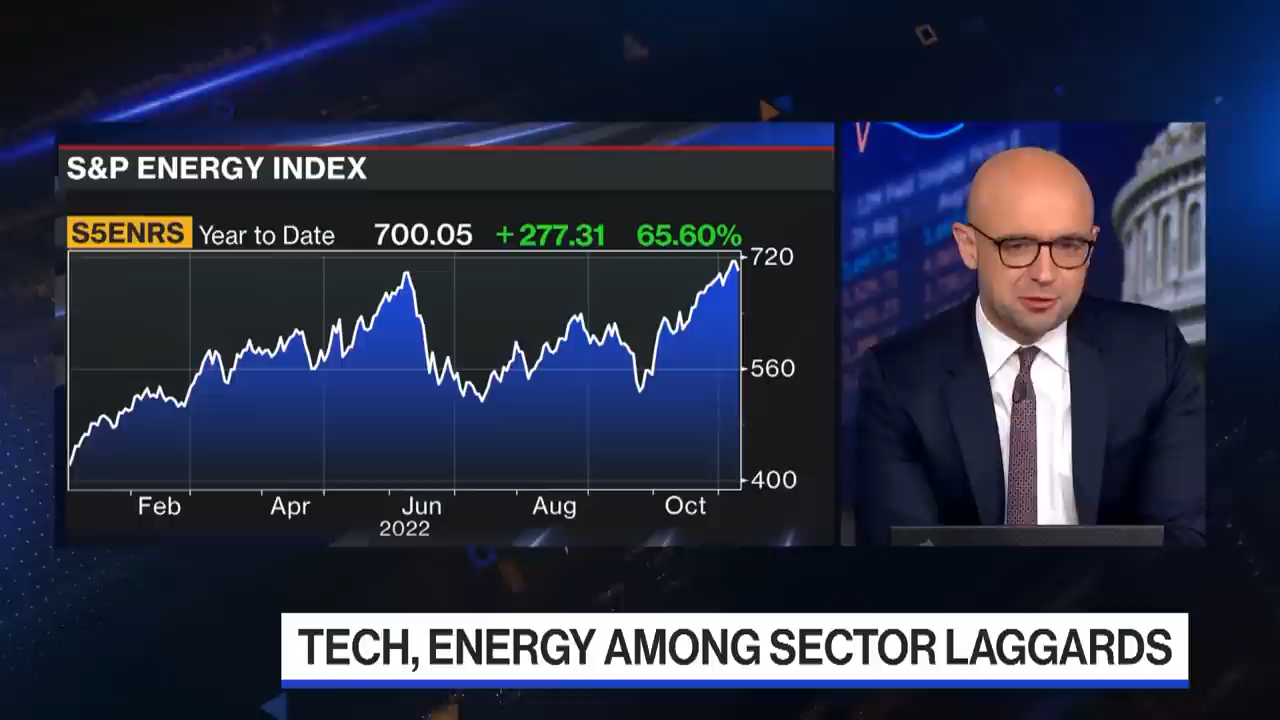 S&P ENERGY INDEX
S5ENRS Year to Date 700.05 +277.31 65.60%
720
560
400
Feb Apr Jun Aug Oct
2022
TECH, ENERGY AMONG SECTOR LAGGARDS